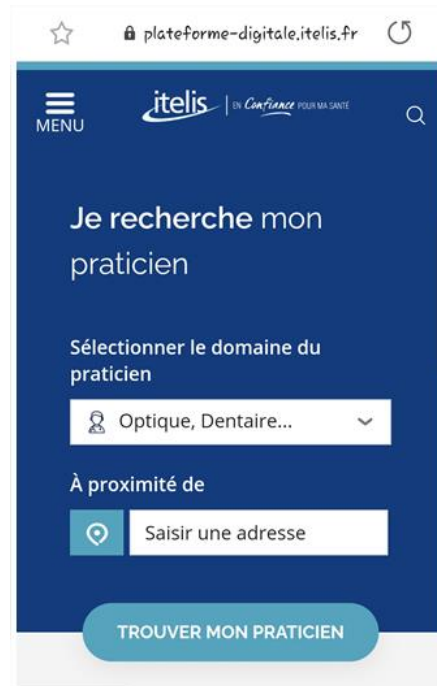 plateforme-digitale.itelis.fr
MENU
itelis | EN Confiance POUR MA SANTÉ
Je recherche mon
praticien
Sélectionner le domaine du
praticien
Optique, Dentaire...
À proximité de
Saisir une adresse
TROUVER MON PRATICIEN